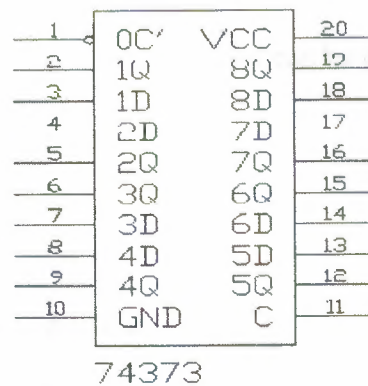 1 OC' VCC 20
2 1Q 8Q 19
3 1D 8D 18
4 2D 7D 17
5 2Q 7Q 16
6 3Q 6Q 15
7 3D 6D 14
8 4D 5D 13
9 4Q 5Q 12
10 GND C 11
74373